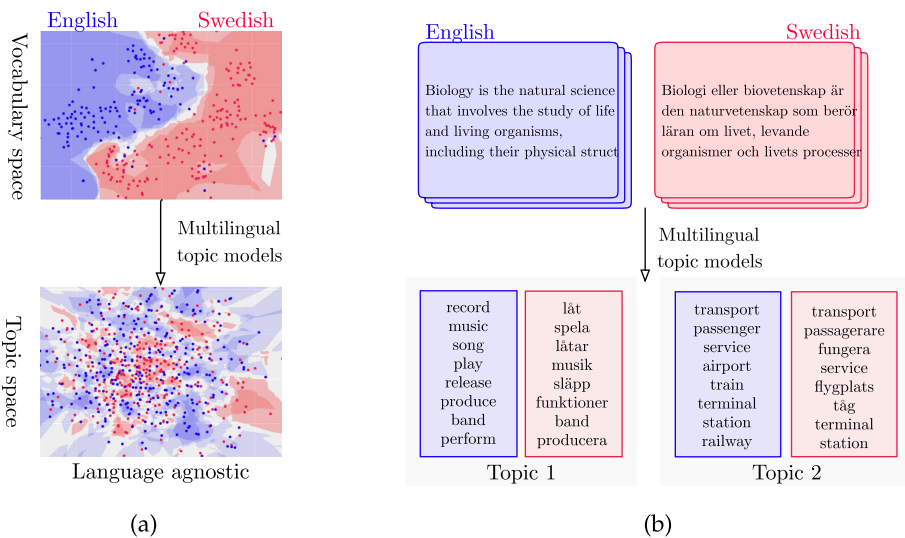 English Swedish
Vocabulary space
Multilingual
topic models
Topic space
Language agnostic
(a)
English
Swedish
Biology is the natural science
that involves the study of life
and living organisms,
including their physical struct
Biologi eller biovetenskap är
den naturvetenskap som berör
läran om livet, levande
organismer och livets processer
Multilingual
topic models
record
music
song
play
release
produce
band
perform
låt
spela
låtar
musik
släpp
funktioner
band
producera
Topic 1
transport
passenger
service
airport
train
terminal
station
railway
transport
passagerare
fungera
service
flygplats
tåg
terminal
station
Topic 2
(b)